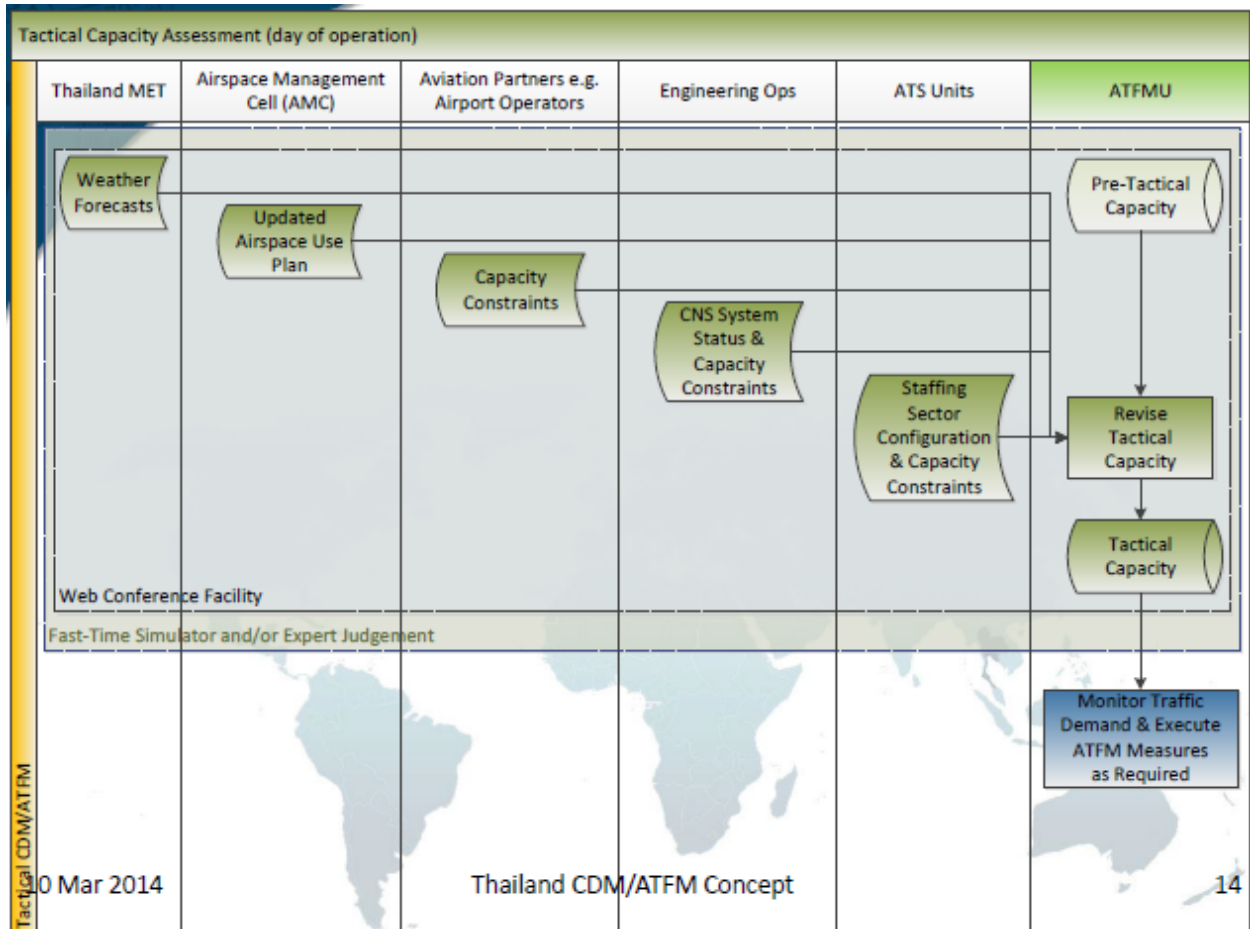 Tactical Capacity Assessment (day of operation)
Thailand MET
Airspace Management
Cell (AMC)
Aviation Partners e.g.
Airport Operators
Engineering Ops
ATS Units
ATFMU
Weather
Forecasts
Updated
Airspace Use
Plan
Capacity
Constraints
CNS System
Status &
Capacity
Constraints
Staffing
Sector
Configuration
& Capacity
Constraints
Pre-Tactical
Capacity
Revise
Tactical
Capacity
Tactical
Capacity
Web Conference Facility
Fast-Time Simulator and/or Expert Judgement
Monitor Traffic
Demand & Execute
ATFM Measures
as Required
Tactical CDM/ATFM
10 Mar 2014
Thailand CDM/ATFM Concept
14